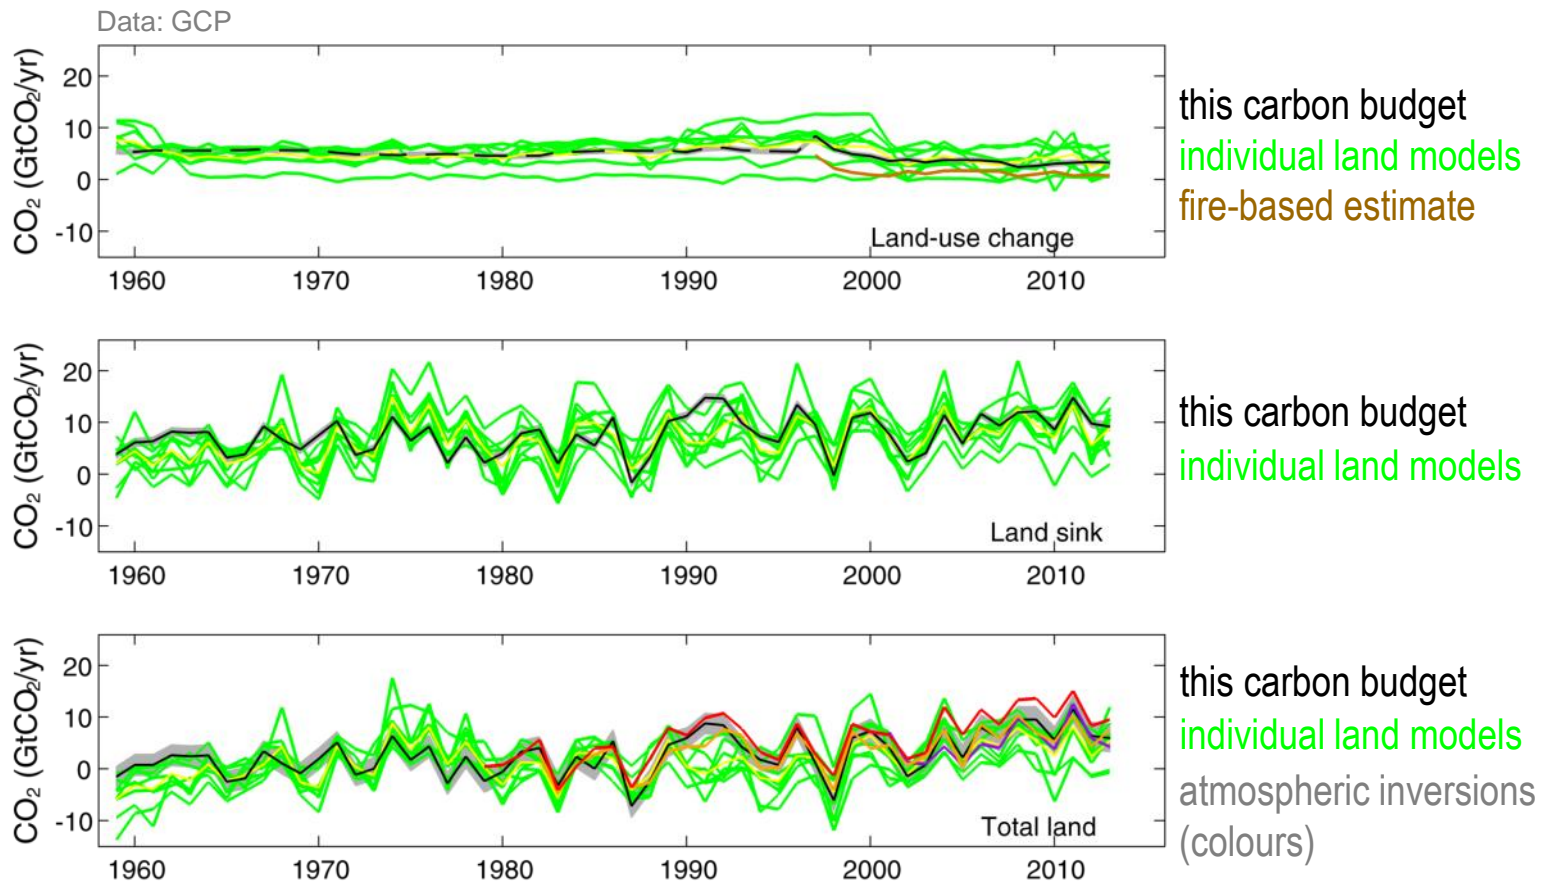 Data: GCP
CO₂ (GtCO₂/yr)
20
10
0
-10
Land-use change
1960 1970 1980 1990 2000 2010
this carbon budget
individual land models
fire-based estimate
CO₂ (GtCO₂/yr)
20
10
0
-10
Land sink
1960 1970 1980 1990 2000 2010
this carbon budget
individual land models
CO₂ (GtCO₂/yr)
20
10
0
-10
Total land
1960 1970 1980 1990 2000 2010
this carbon budget
individual land models
atmospheric inversions
(colours)